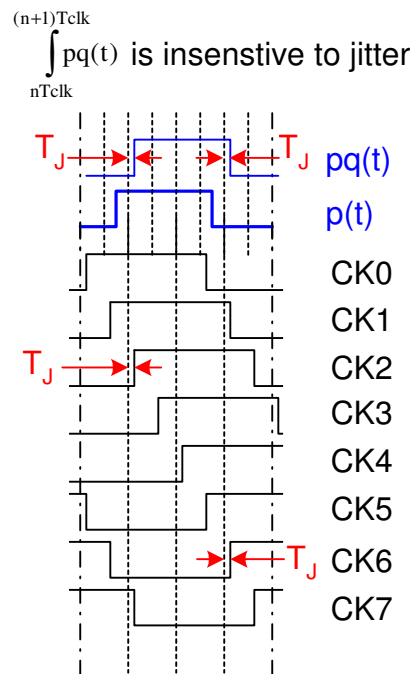 (n+1)Tclk
∫ pq(t) is insenstive to jitter
nTclk
T_J T_J pq(t)
p(t)
CK0
CK1
T_J CK2
CK3
CK4
CK5
T_J CK6
CK7